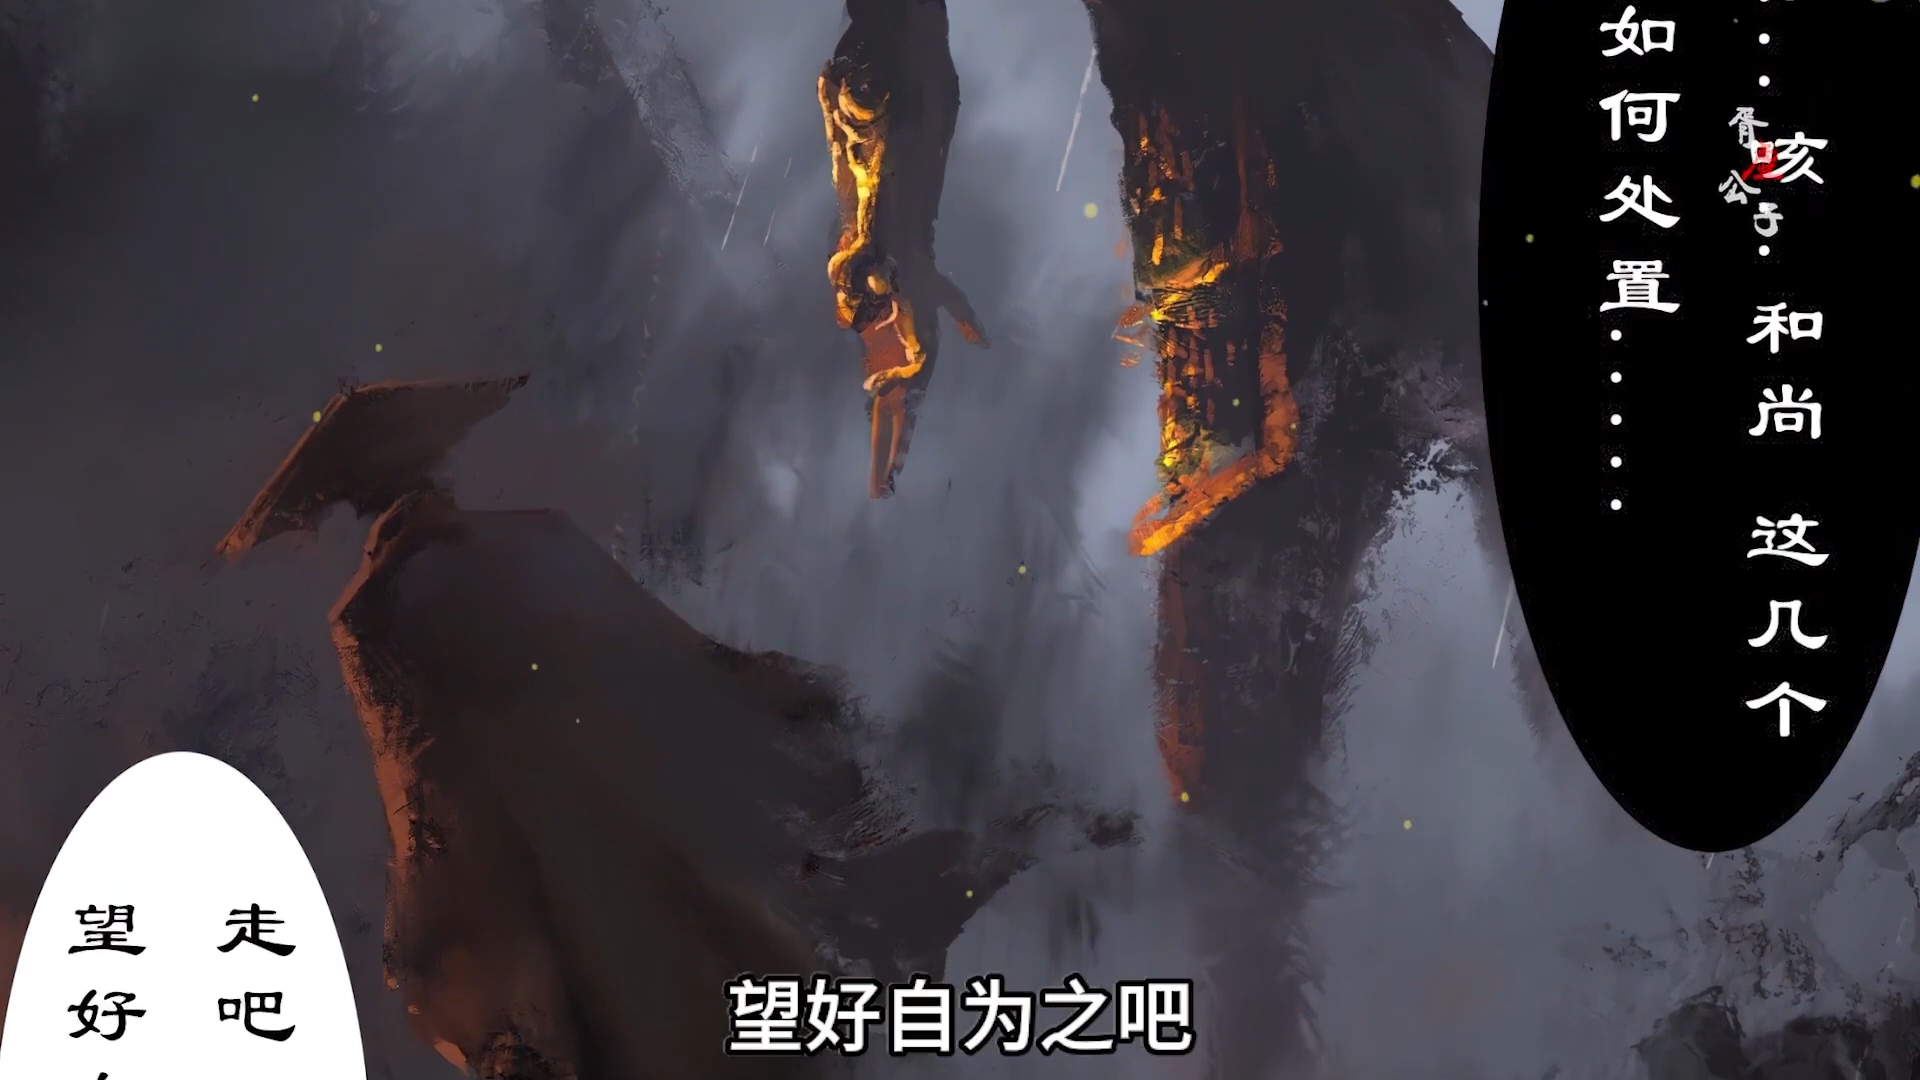 咳
和尚 这几个
如何处置......
胥
公子
走吧
望好
望好自为之吧